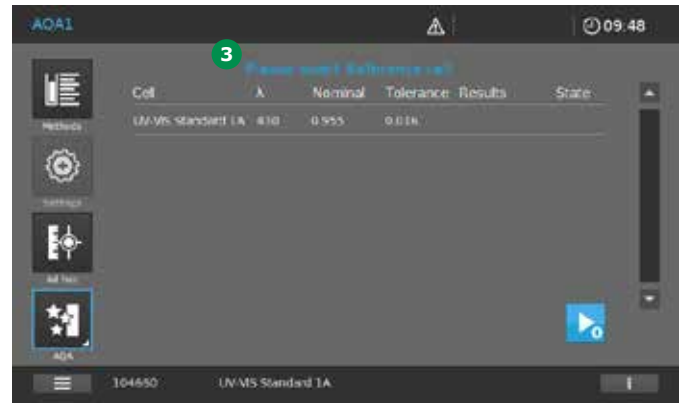 AQA1
09:48
3
Please insert Reference cell
Cell λ Nominal Tolerance Results State
UV-VIS Standard 1A 430 0.955 0.016
Methods
Settings
AQA
104650 UV-VIS Standard 1A